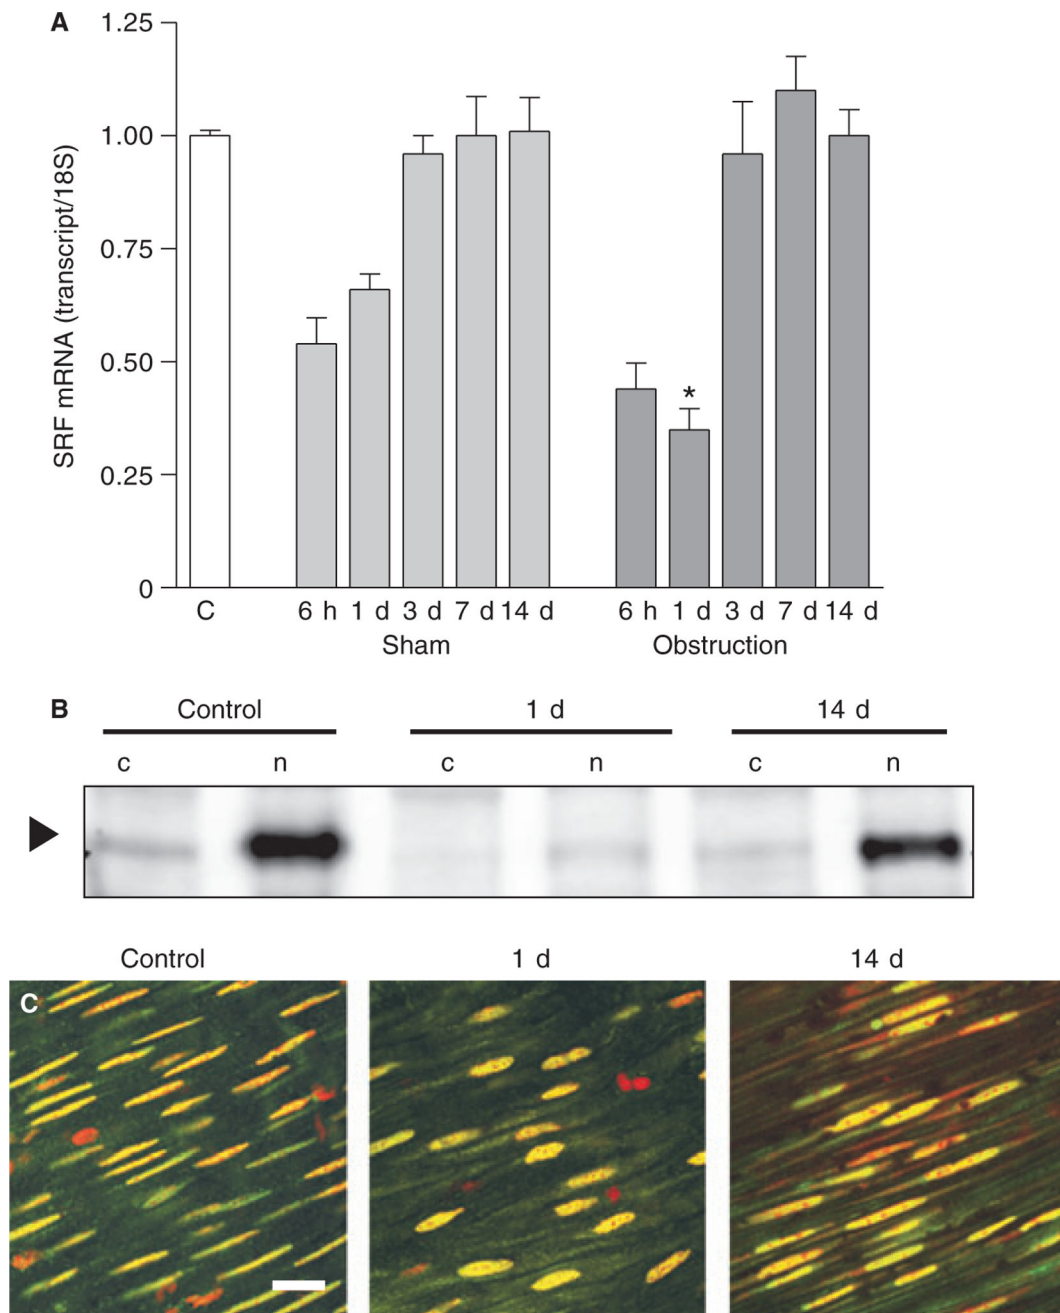 A
1.25
1.00
0.75
0.50
0.25
0
SRF mRNA (transcript/18S)
*
C 6 h 1 d 3 d 7 d 14 d 6 h 1 d 3 d 7 d 14 d
Sham Obstruction
B Control 1 d 14 d
c n c n c n
Control 1 d 14 d
C